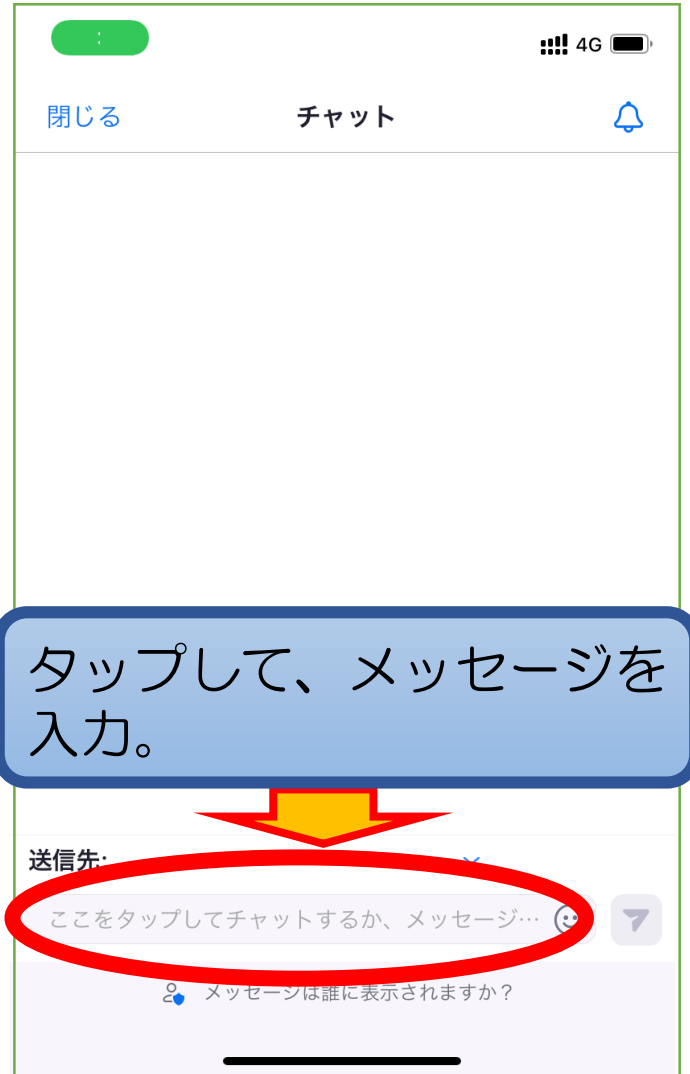 :
4G
閉じる
チャット
タップして、メッセージを
入力。
送信先:
ここをタップしてチャットするか、メッセージ…
メッセージは誰に表示されますか？